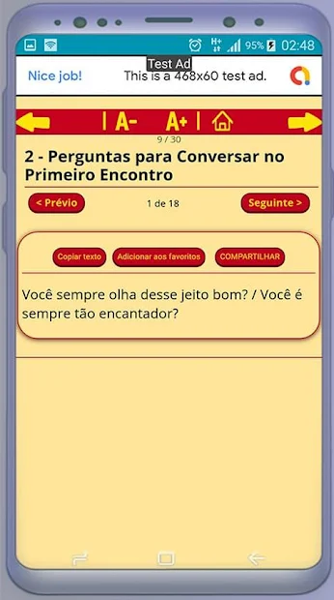 H+ 95% 02:48
Test Ad
Nice job! This is a 468x60 test ad.
A- A+
9 / 30
2 - Perguntas para Conversar no
Primeiro Encontro
< Prévio 1 de 18 Seguinte >
Copiar texto Adicionar aos favoritos COMPARTILHAR
Você sempre olha desse jeito bom? / Você é
sempre tão encantador?